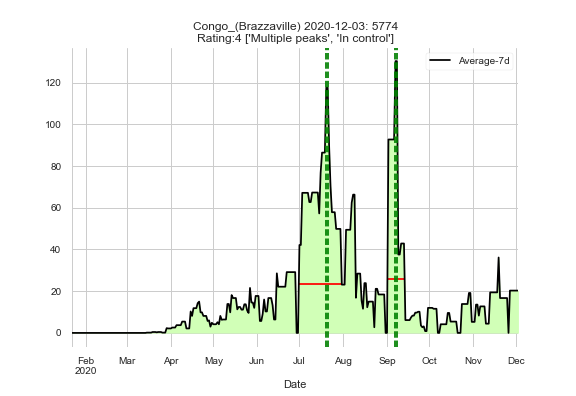 Congo_(Brazzaville) 2020-12-03: 5774
Rating:4 ['Multiple peaks', 'In control']
Average-7d
120
100
80
60
40
20
0
Feb Mar Apr May Jun Jul Aug Sep Oct Nov Dec
2020
Date